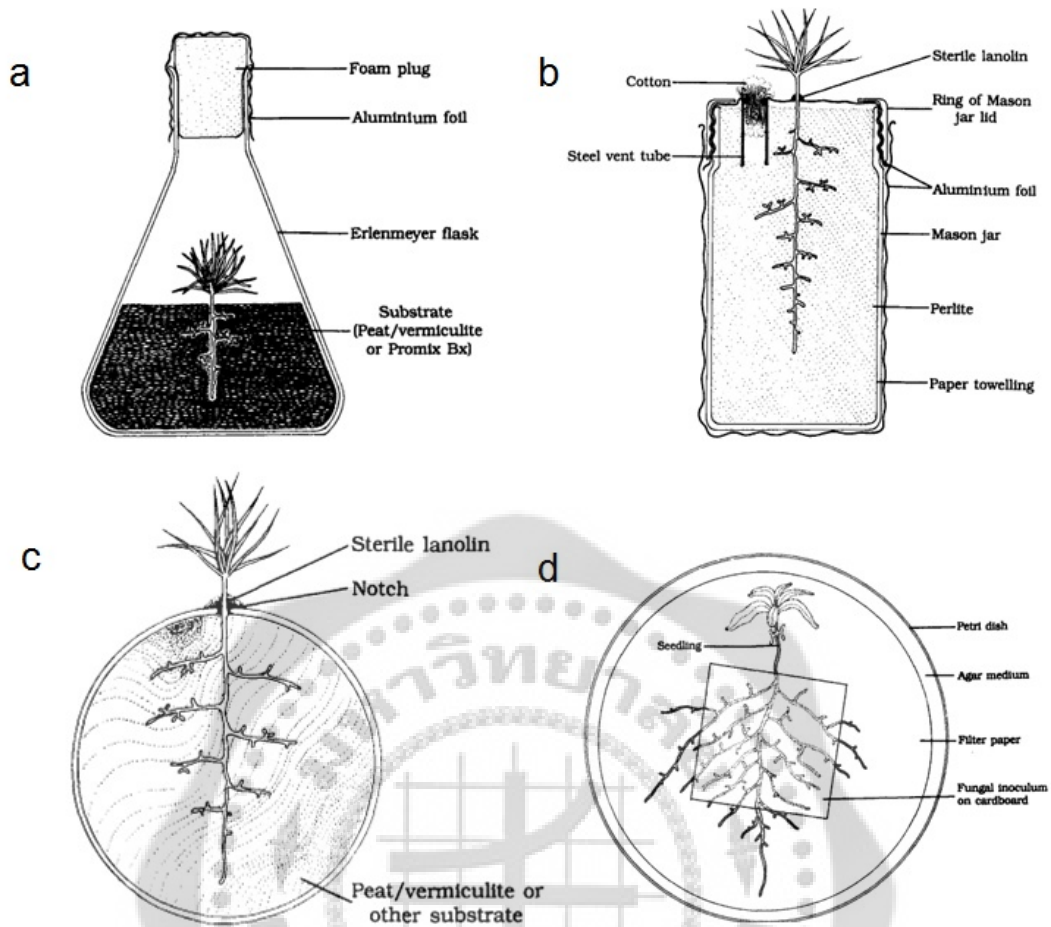 a
Foam plug
Aluminium foil
Erlenmeyer flask
Substrate
(Peat/vermiculite
or Promix Bx)
b
Cotton
Steel vent tube
Sterile lanolin
Ring of Mason
jar lid
Aluminium foil
Mason jar
Perlite
Paper towelling
c
Sterile lanolin
Notch
Peat/vermiculite or
other substrate
d
Seedling
Petri dish
Agar medium
Filter paper
Fungal inoculum
on cardboard